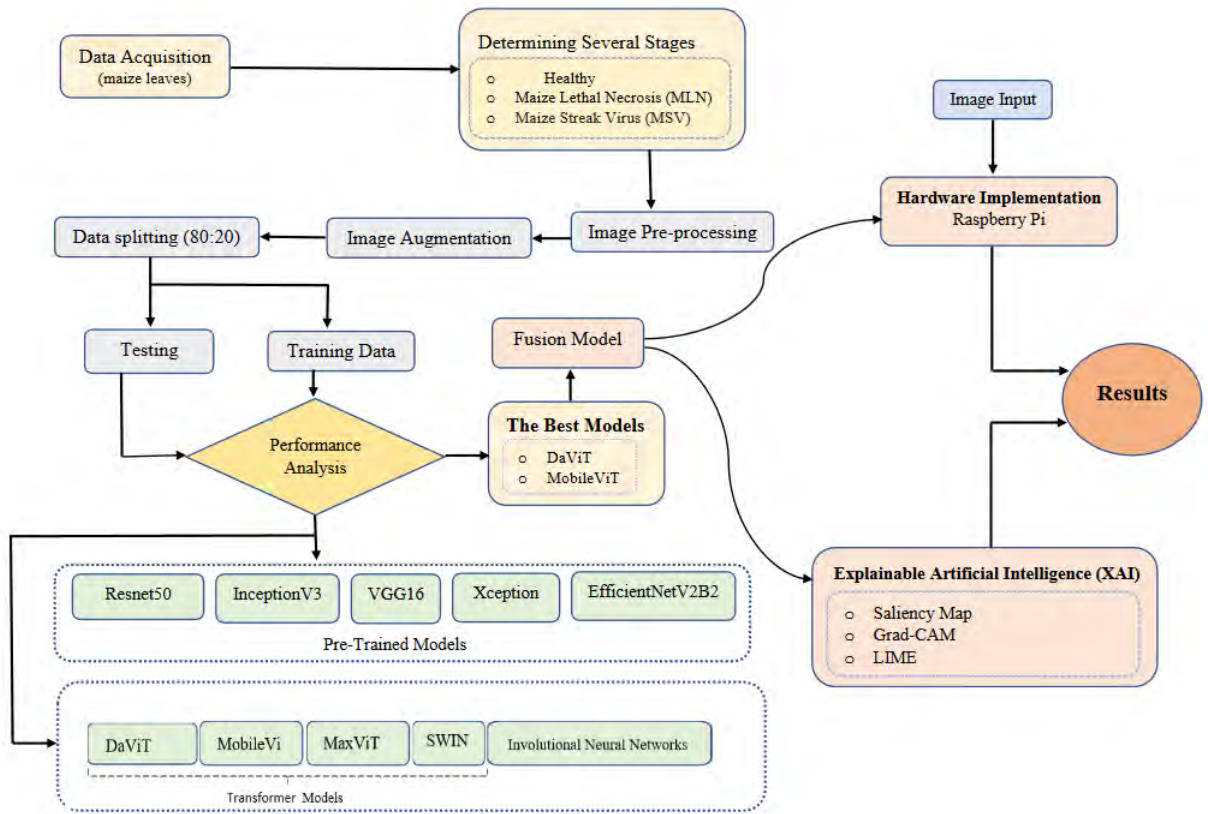 Data Acquisition
(maize leaves)
Determining Several Stages
o Healthy
o Maize Lethal Necrosis (MLN)
o Maize Streak Virus (MSV)
Image Input
Hardware Implementation
Raspberry Pi
Data splitting (80:20)
Image Augmentation
Image Pre-processing
Testing
Training Data
Fusion Model
Results
Performance
Analysis
The Best Models
o DaViT
o MobileViT
Resnet50
InceptionV3
VGG16
Xception
EfficientNetV2B2
Pre-Trained Models
Explainable Artificial Intelligence (XAI)
o Saliency Map
o Grad-CAM
o LIME
DaViT
MobileVi
MaxViT
SWIN
Involutional Neural Networks
Transformer Models